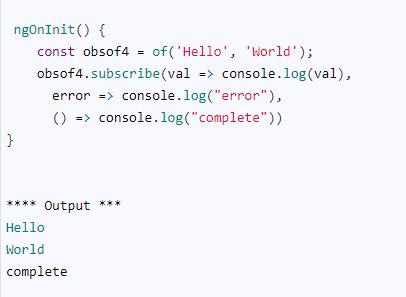 ngOnInit() {
const obsof4 = of('Hello', 'World');
obsof4.subscribe(val => console.log(val),
error => console.log("error"),
() => console.log("complete"))
}
**** Output ***
Hello
World
complete